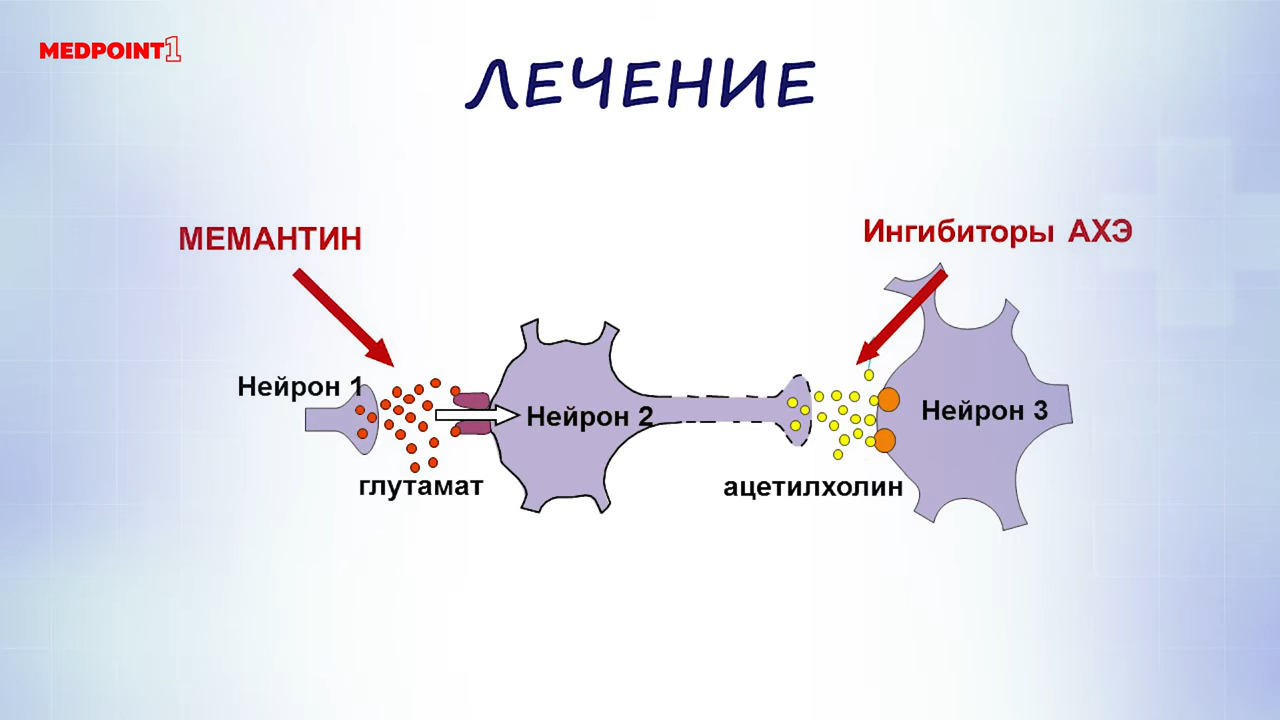 MEDPOINT1
ЛЕЧЕНИЕ
МЕМАНТИН
Ингибиторы АХЭ
Нейрон 1
Нейрон 2
Нейрон 3
глутамат
ацетилхолин